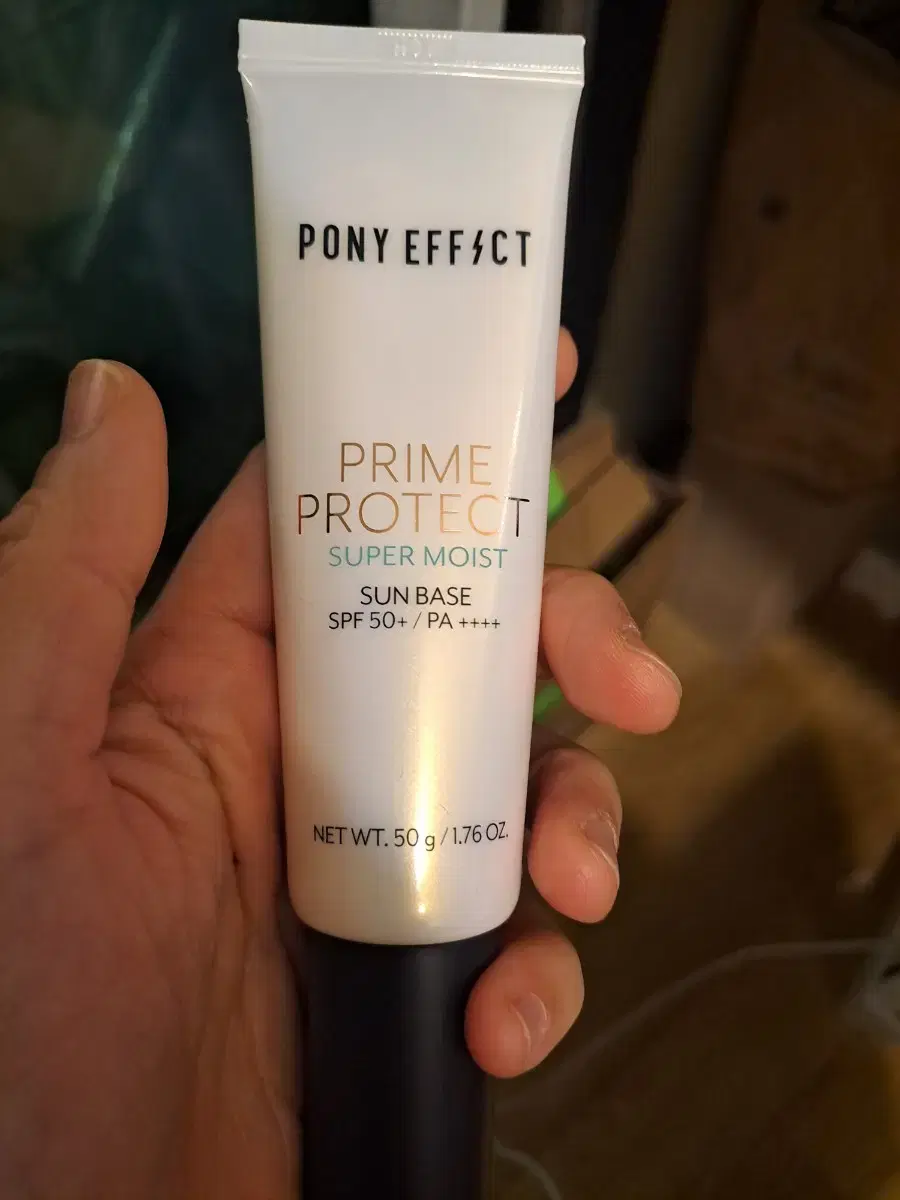 PONY EFFECT
PRIME
PROTECT
SUPER MOIST
SUN BASE
SPF 50+ / PA ++++
NET WT. 50 g / 1.76 OZ.